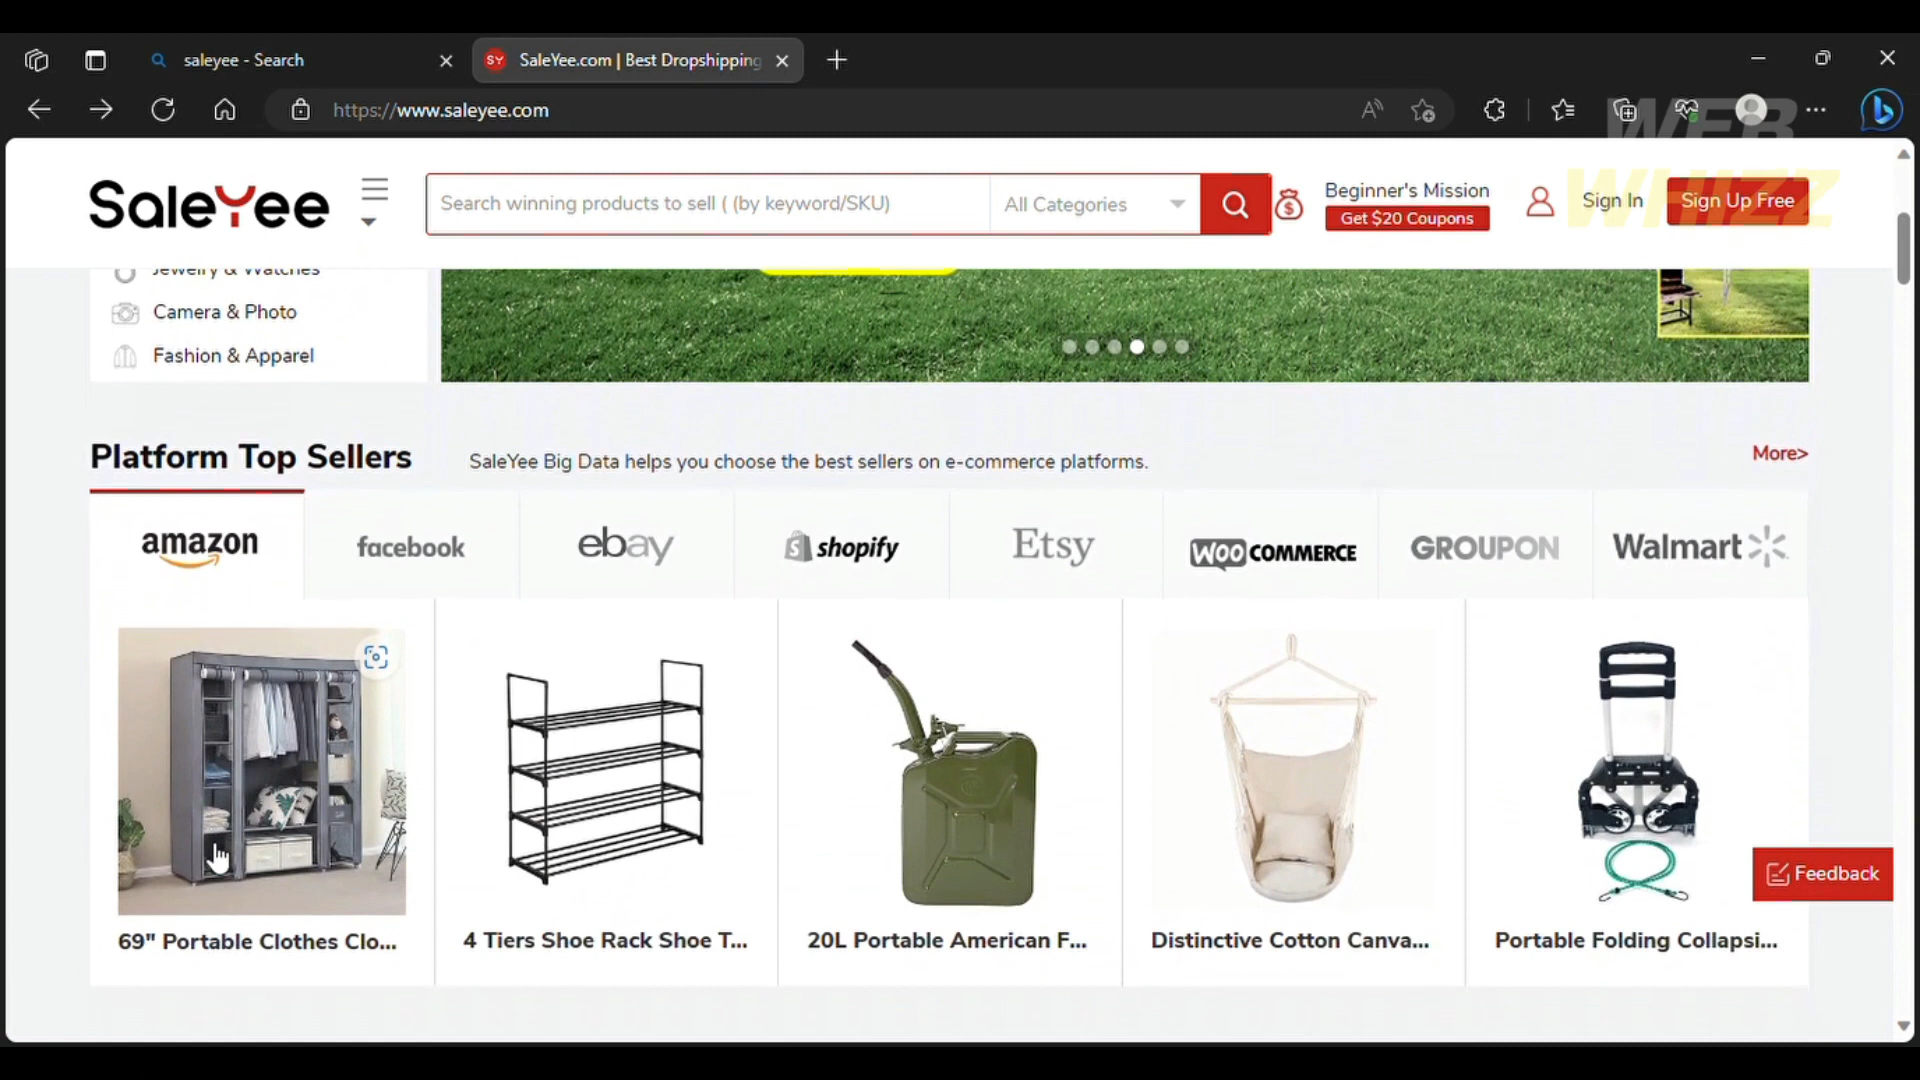 saleyee - Search
SaleYee.com | Best Dropshipping
https://www.saleyee.com
WEB
WHIZZ
SaleYee
Search winning products to sell ( (by keyword/SKU)
All Categories
Beginner's Mission
Get $20 Coupons
Sign In
Sign Up Free
Jewelry & Watches
Camera & Photo
Fashion & Apparel
Platform Top Sellers
SaleYee Big Data helps you choose the best sellers on e-commerce platforms.
More>
amazon
facebook
ebay
shopify
Etsy
WOO COMMERCE
GROUPON
Walmart
69" Portable Clothes Clo...
4 Tiers Shoe Rack Shoe T...
20L Portable American F...
Distinctive Cotton Canva...
Portable Folding Collapsi...
Feedback